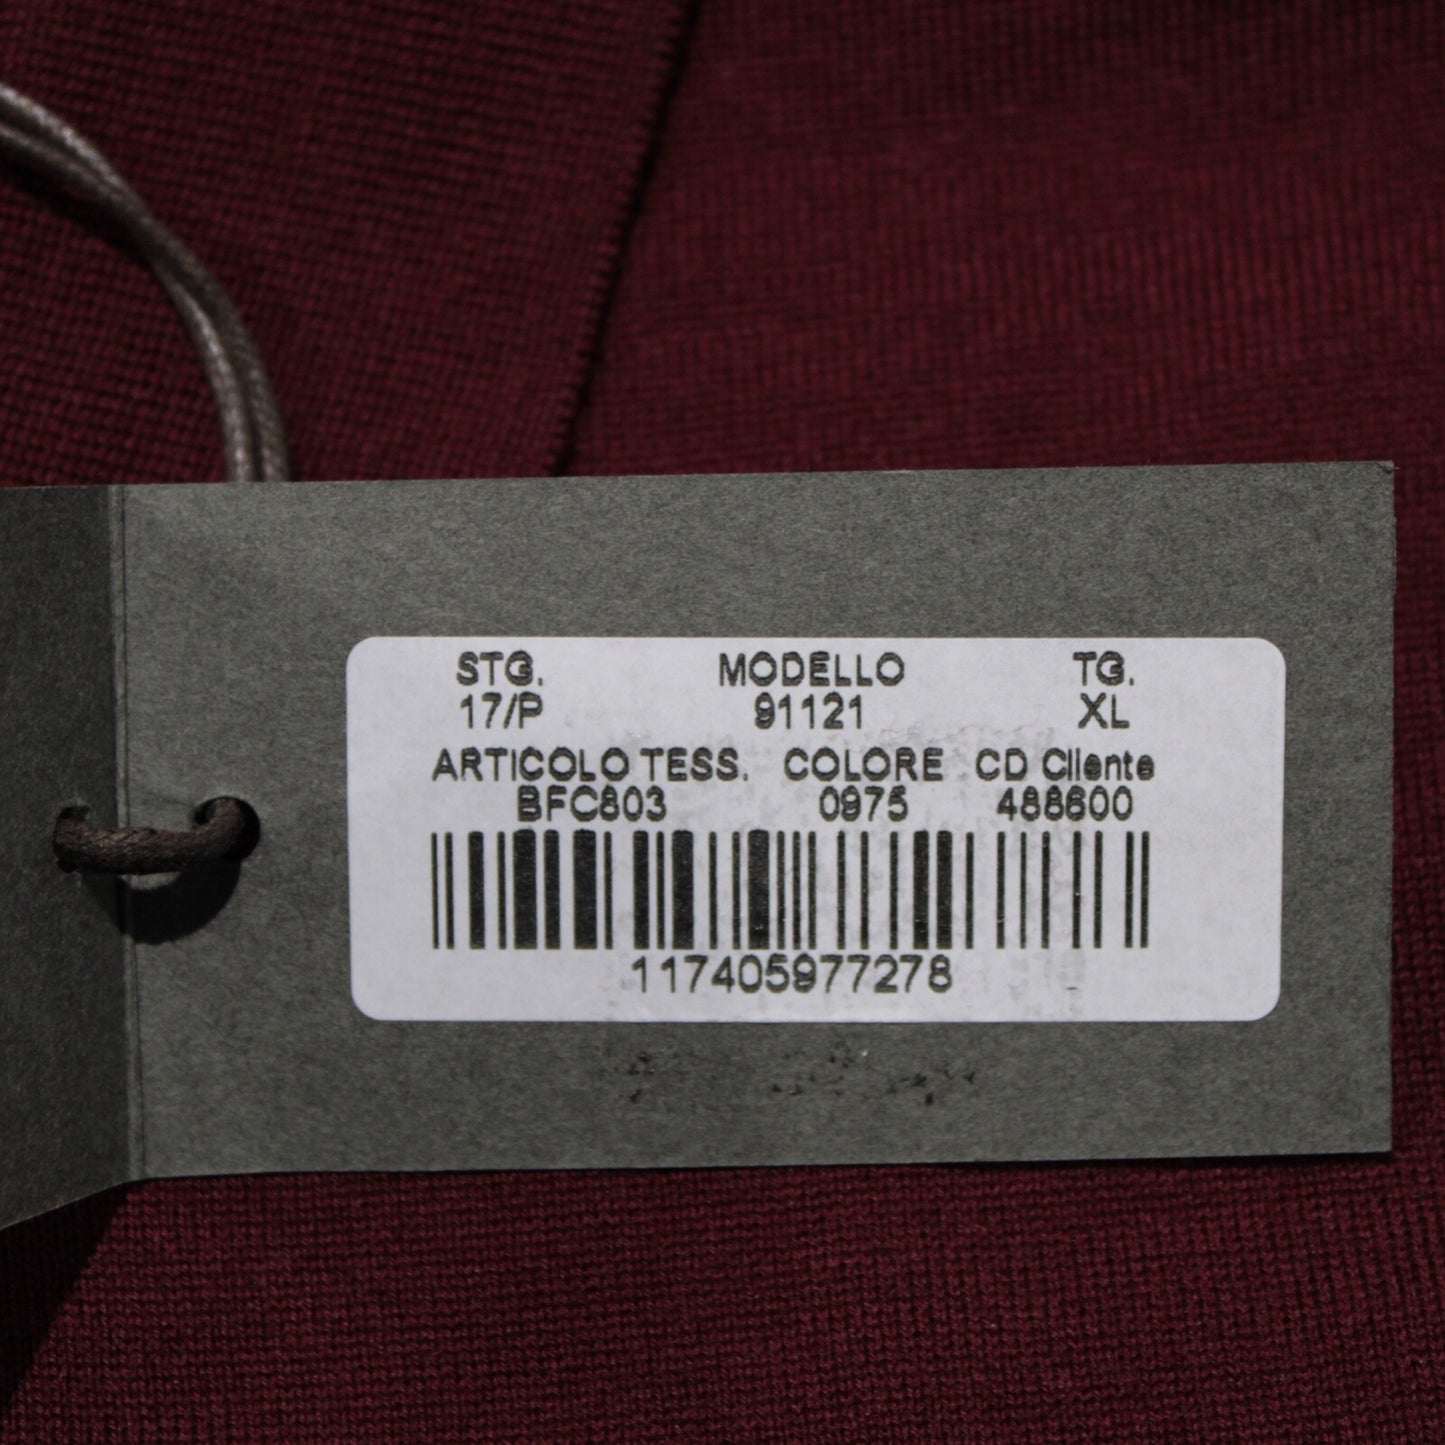 STG. MODELLO TG.
17/P 91121 XL
ARTICOLO TESS. COLORE CD Cliente
BFC803 0975 488600
117405977278